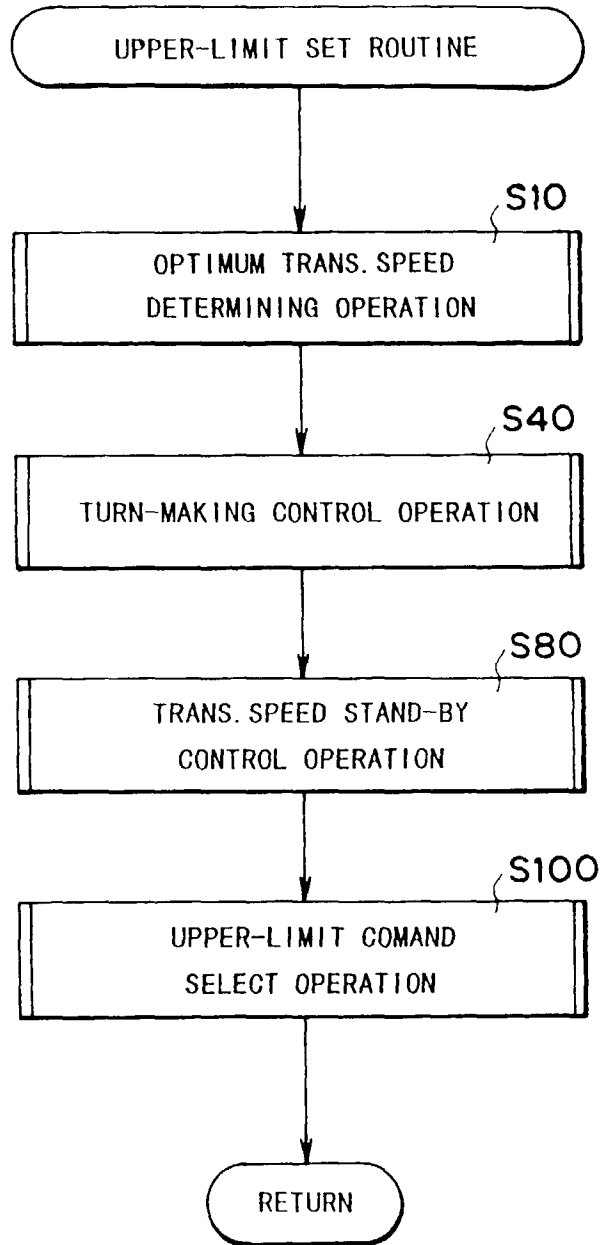 UPPER-LIMIT SET ROUTINE
S10
OPTIMUM TRANS.SPEED
DETERMINING OPERATION
S40
TURN-MAKING CONTROL OPERATION
S80
TRANS.SPEED STAND-BY
CONTROL OPERATION
S100
UPPER-LIMIT COMAND
SELECT OPERATION
RETURN